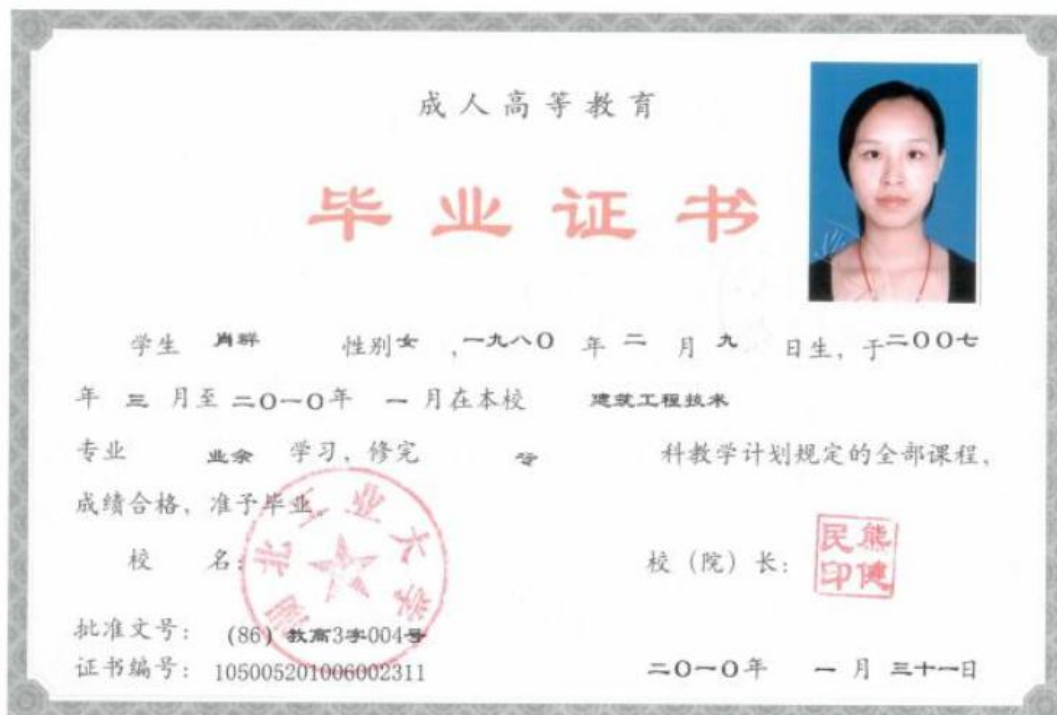 成人高等教育
毕业证书
学生 肖群 性别女,一九八〇 年 二 月 九 日生, 于二〇〇七
年 三 月至 二〇一〇年 一 月在本校 建筑工程技术
专业 业余 学习, 修完 科教学计划规定的全部课程,
成绩合格, 准予毕业。
校 名: 湖北工业大学 校 (院) 长: 熊健民印
批准文号: (86) 教高3字004号
证书编号: 105005201006002311 二〇一〇年 一 月 三十一日